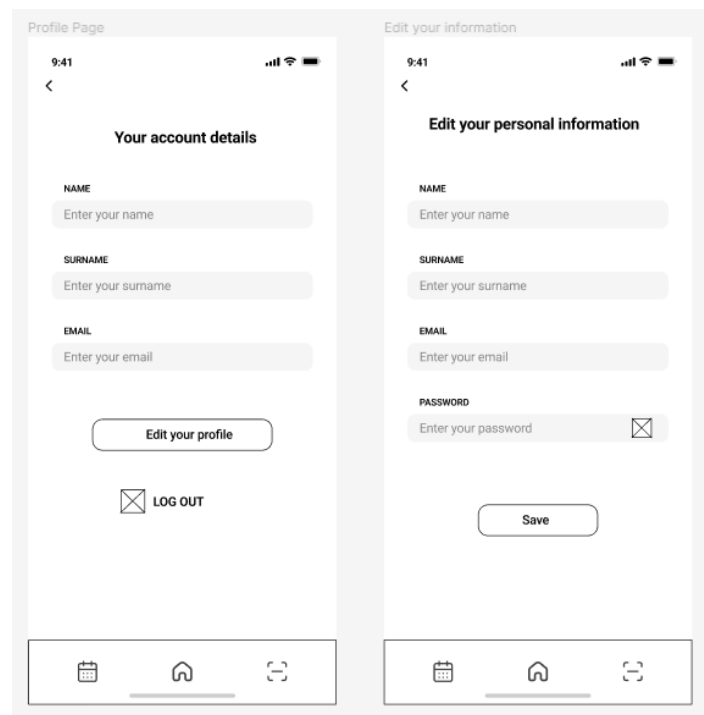 Profile Page
9:41
Your account details
NAME
Enter your name
SURNAME
Enter your surname
EMAIL
Enter your email
Edit your profile
LOG OUT
Edit your information
9:41
Edit your personal information
NAME
Enter your name
SURNAME
Enter your surname
EMAIL
Enter your email
PASSWORD
Enter your password
Save